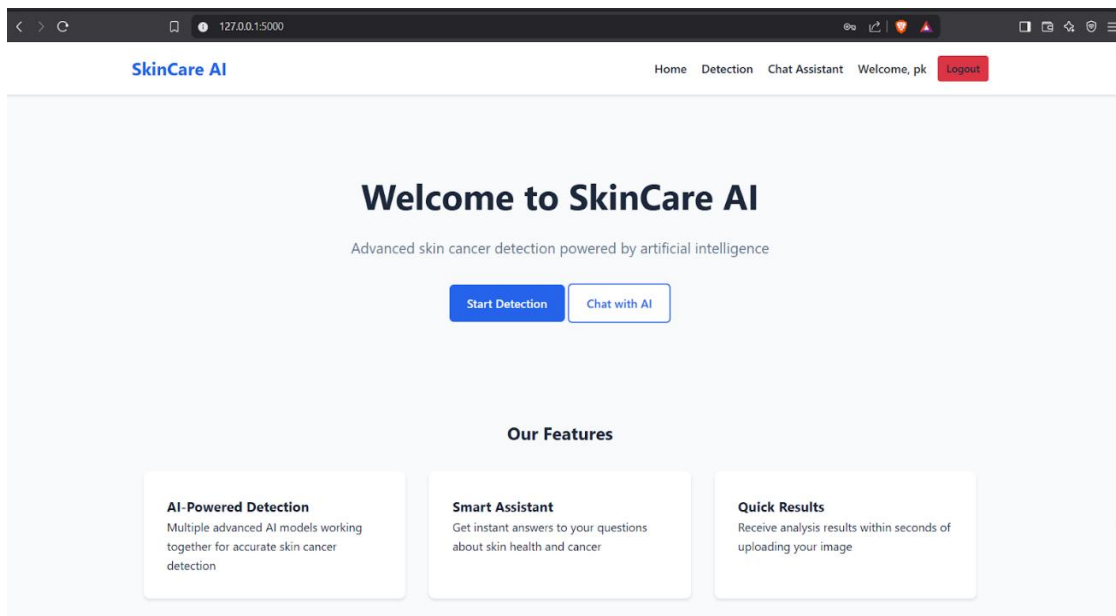 127.0.0.1:5000
SkinCare AI
Home Detection Chat Assistant Welcome, pk Logout
Welcome to SkinCare AI
Advanced skin cancer detection powered by artificial intelligence
Start Detection Chat with AI
Our Features
AI-Powered Detection
Multiple advanced AI models working
together for accurate skin cancer
detection
Smart Assistant
Get instant answers to your questions
about skin health and cancer
Quick Results
Receive analysis results within seconds of
uploading your image